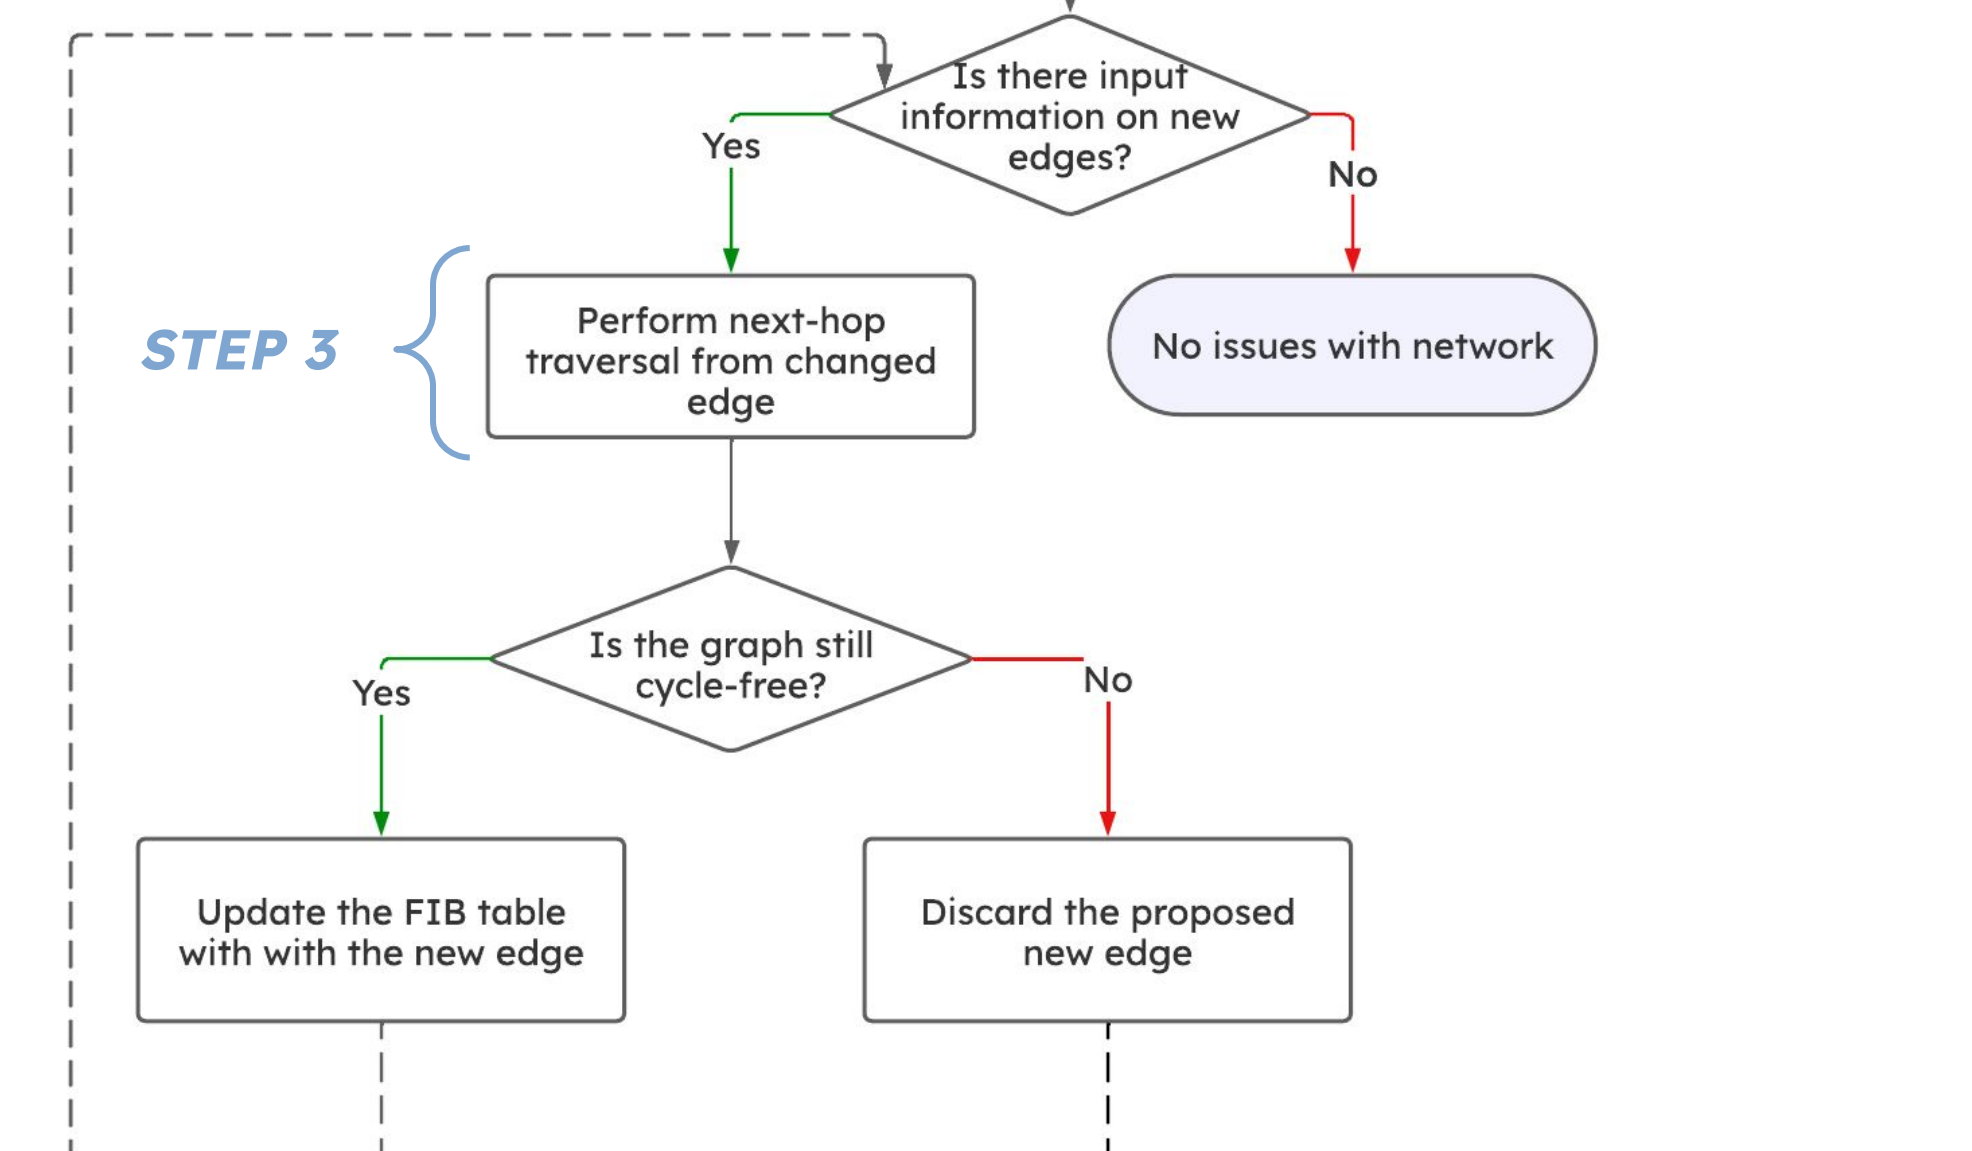 Is there input
information on new
edges?
Yes
No
STEP 3
Perform next-hop
traversal from changed
edge
No issues with network
Is the graph still
cycle-free?
Yes
No
Update the FIB table
with with the new edge
Discard the proposed
new edge